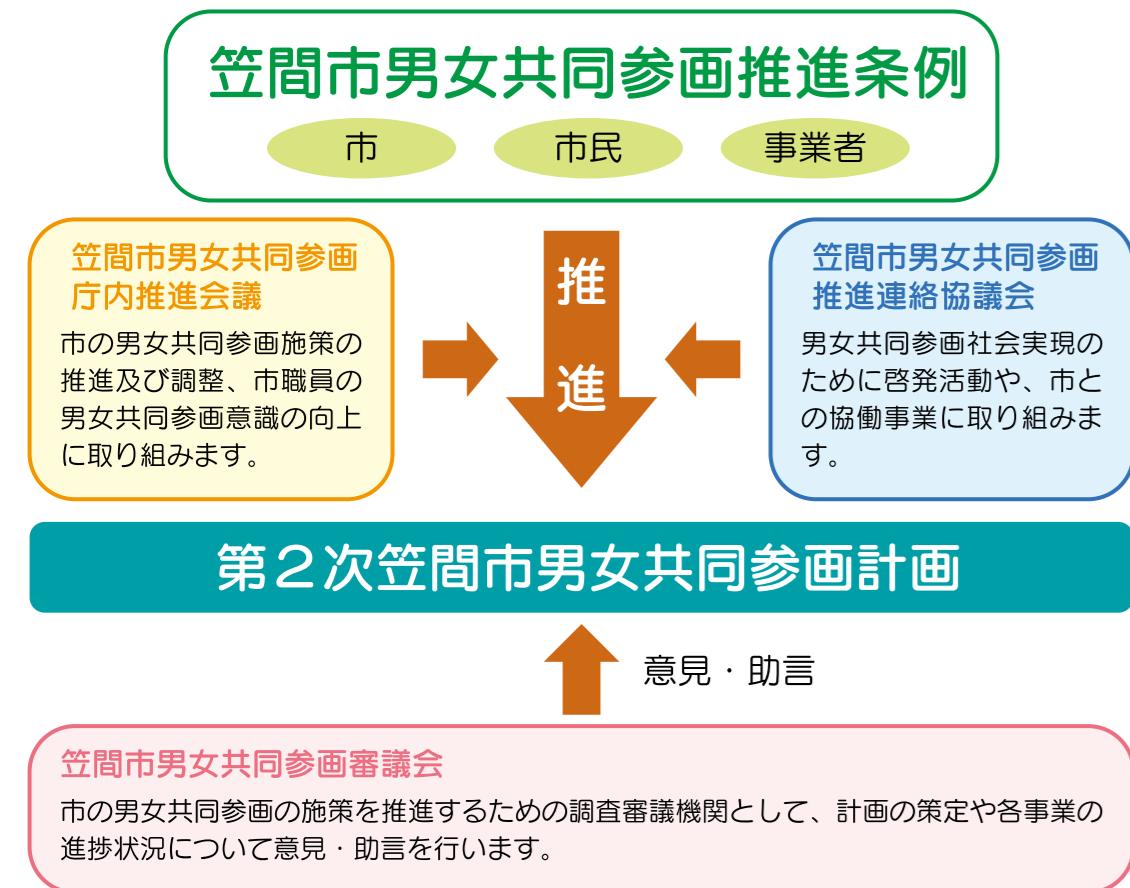 笠間市男女共同参画推進条例
市
市民
事業者
笠間市男女共同参画
庁内推進会議
市の男女共同参画施策の
推進及び調整、市職員の
男女共同参画意識の向上
に取り組みます。
推
進
笠間市男女共同参画
推進連絡協議会
男女共同参画社会実現の
ために啓発活動や、市と
の協働事業に取り組みま
す。
第２次笠間市男女共同参画計画
意見・助言
笠間市男女共同参画審議会
市の男女共同参画の施策を推進するための調査審議機関として、計画の策定や各事業の
進捗状況について意見・助言を行います。